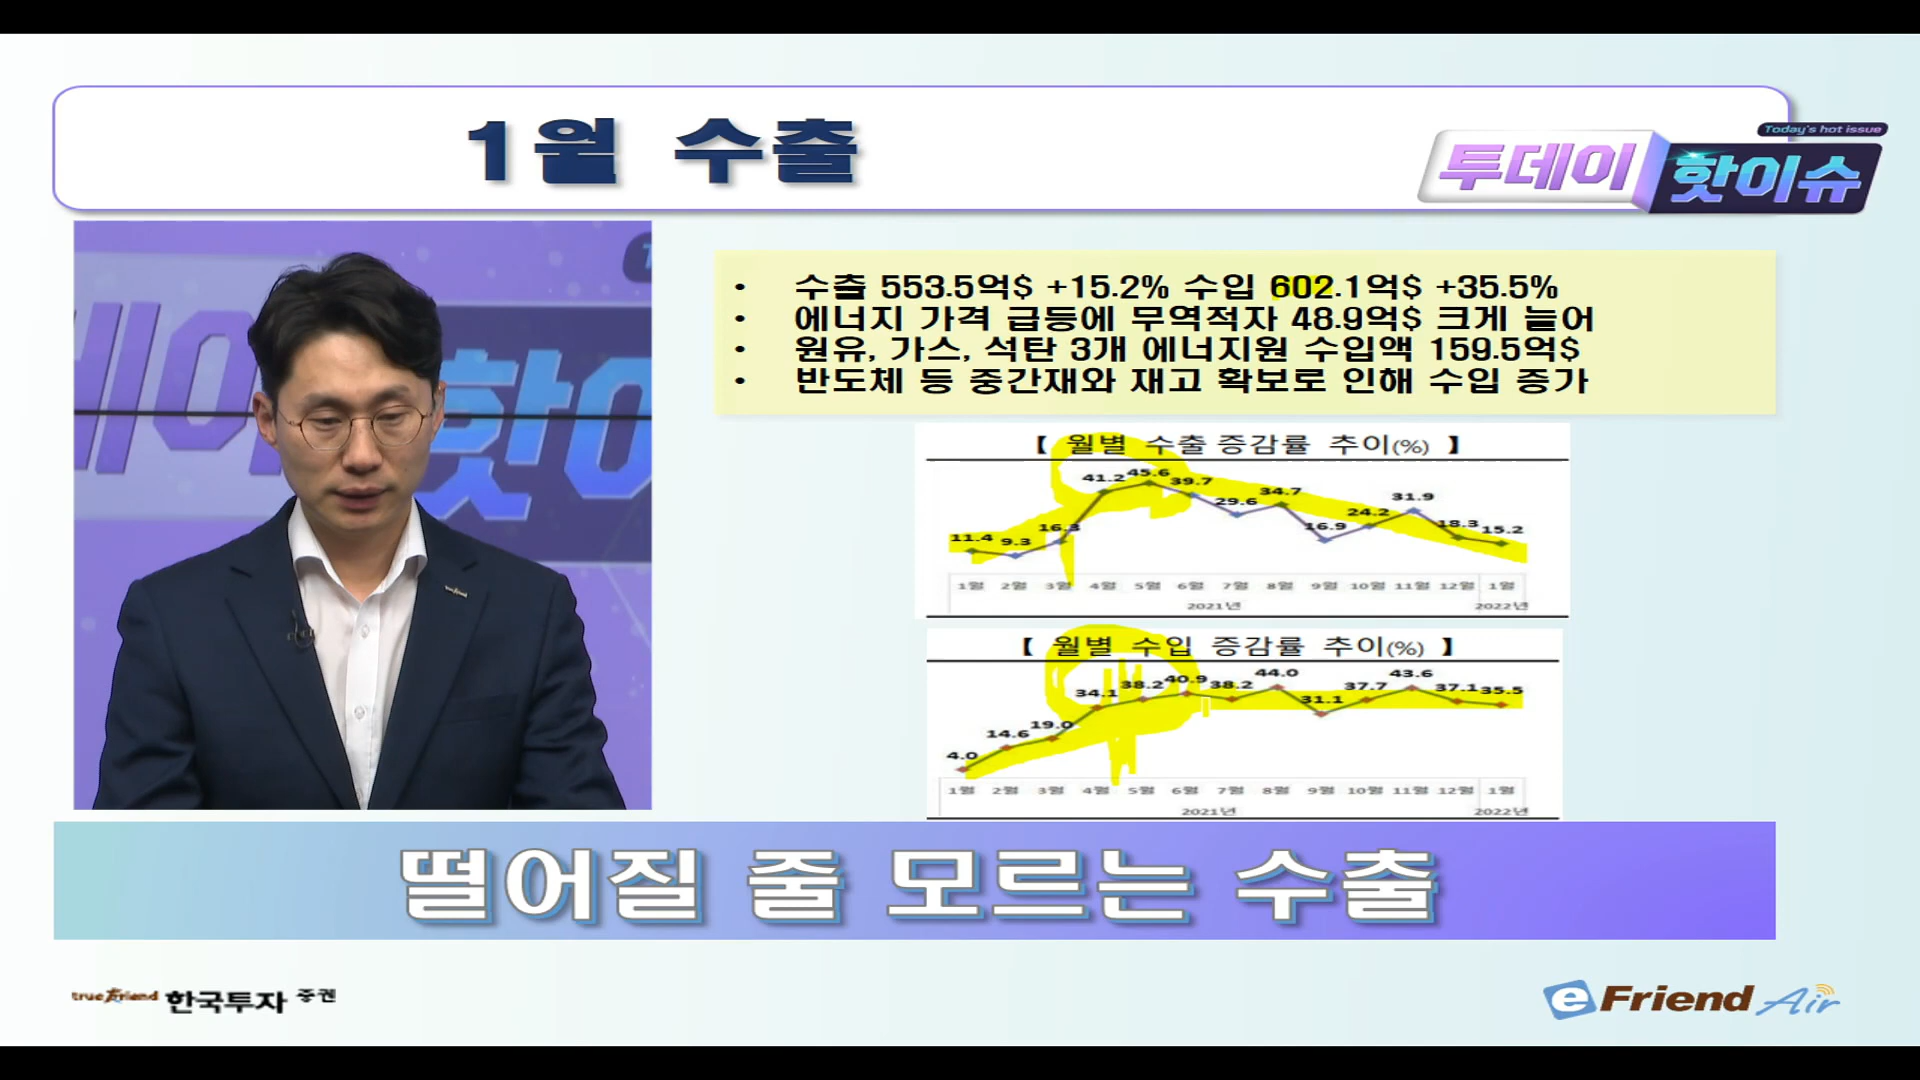 1월 수출
Today's hot issue
투데이 핫이슈
• 수출 553.5억$ +15.2% 수입 602.1억$ +35.5%
• 에너지 가격 급등에 무역적자 48.9억$ 크게 늘어
• 원유, 가스, 석탄 3개 에너지원 수입액 159.5억$
• 반도체 등 중간재와 재고 확보로 인해 수입 증가
【 월별 수출 증감률 추이(%) 】
11.4 9.3 16.3 41.2 45.6 39.7 29.6 34.7 16.9 24.2 31.9 18.3 15.2
1월 2월 3월 4월 5월 6월 7월 8월 9월 10월 11월 12월 1월
2021년 2022년
【 월별 수입 증감률 추이(%) 】
4.0 14.6 19.0 34.1 38.2 40.9 38.2 44.0 31.1 37.7 43.6 37.1 35.5
1월 2월 3월 4월 5월 6월 7월 8월 9월 10월 11월 12월 1월
2021년 2022년
떨어질 줄 모르는 수출
true Friend 한국투자 증권
e Friend Air